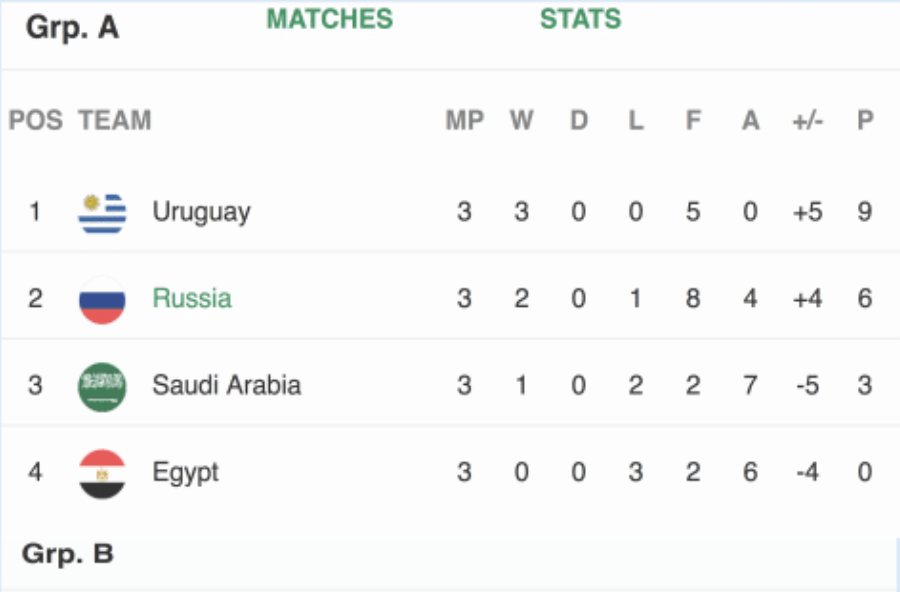 Grp. A MATCHES STATS
POS TEAM MP W D L F A +/- P
1 Uruguay 3 3 0 0 5 0 +5 9
2 Russia 3 2 0 1 8 4 +4 6
3 Saudi Arabia 3 1 0 2 2 7 -5 3
4 Egypt 3 0 0 3 2 6 -4 0
Grp. B